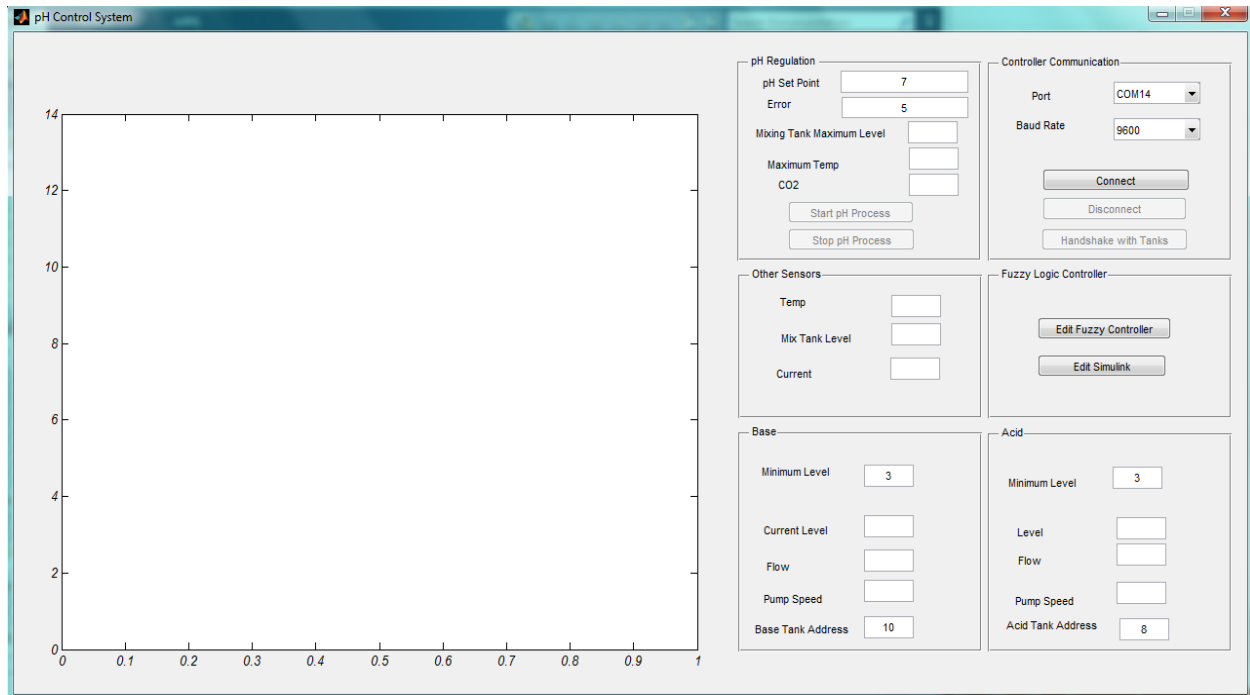 pH Control System
14
12
10
8
6
4
2
0
0 0.1 0.2 0.3 0.4 0.5 0.6 0.7 0.8 0.9 1
pH Regulation
pH Set Point 7
Error 5
Mixing Tank Maximum Level
Maximum Temp
CO2
Start pH Process
Stop pH Process
Controller Communication
Port COM14
Baud Rate 9600
Connect
Disconnect
Handshake with Tanks
Other Sensors
Temp
Mix Tank Level
Current
Fuzzy Logic Controller
Edit Fuzzy Controller
Edit Simulink
Base
Minimum Level 3
Current Level
Flow
Pump Speed
Base Tank Address 10
Acid
Minimum Level 3
Level
Flow
Pump Speed
Acid Tank Address 8